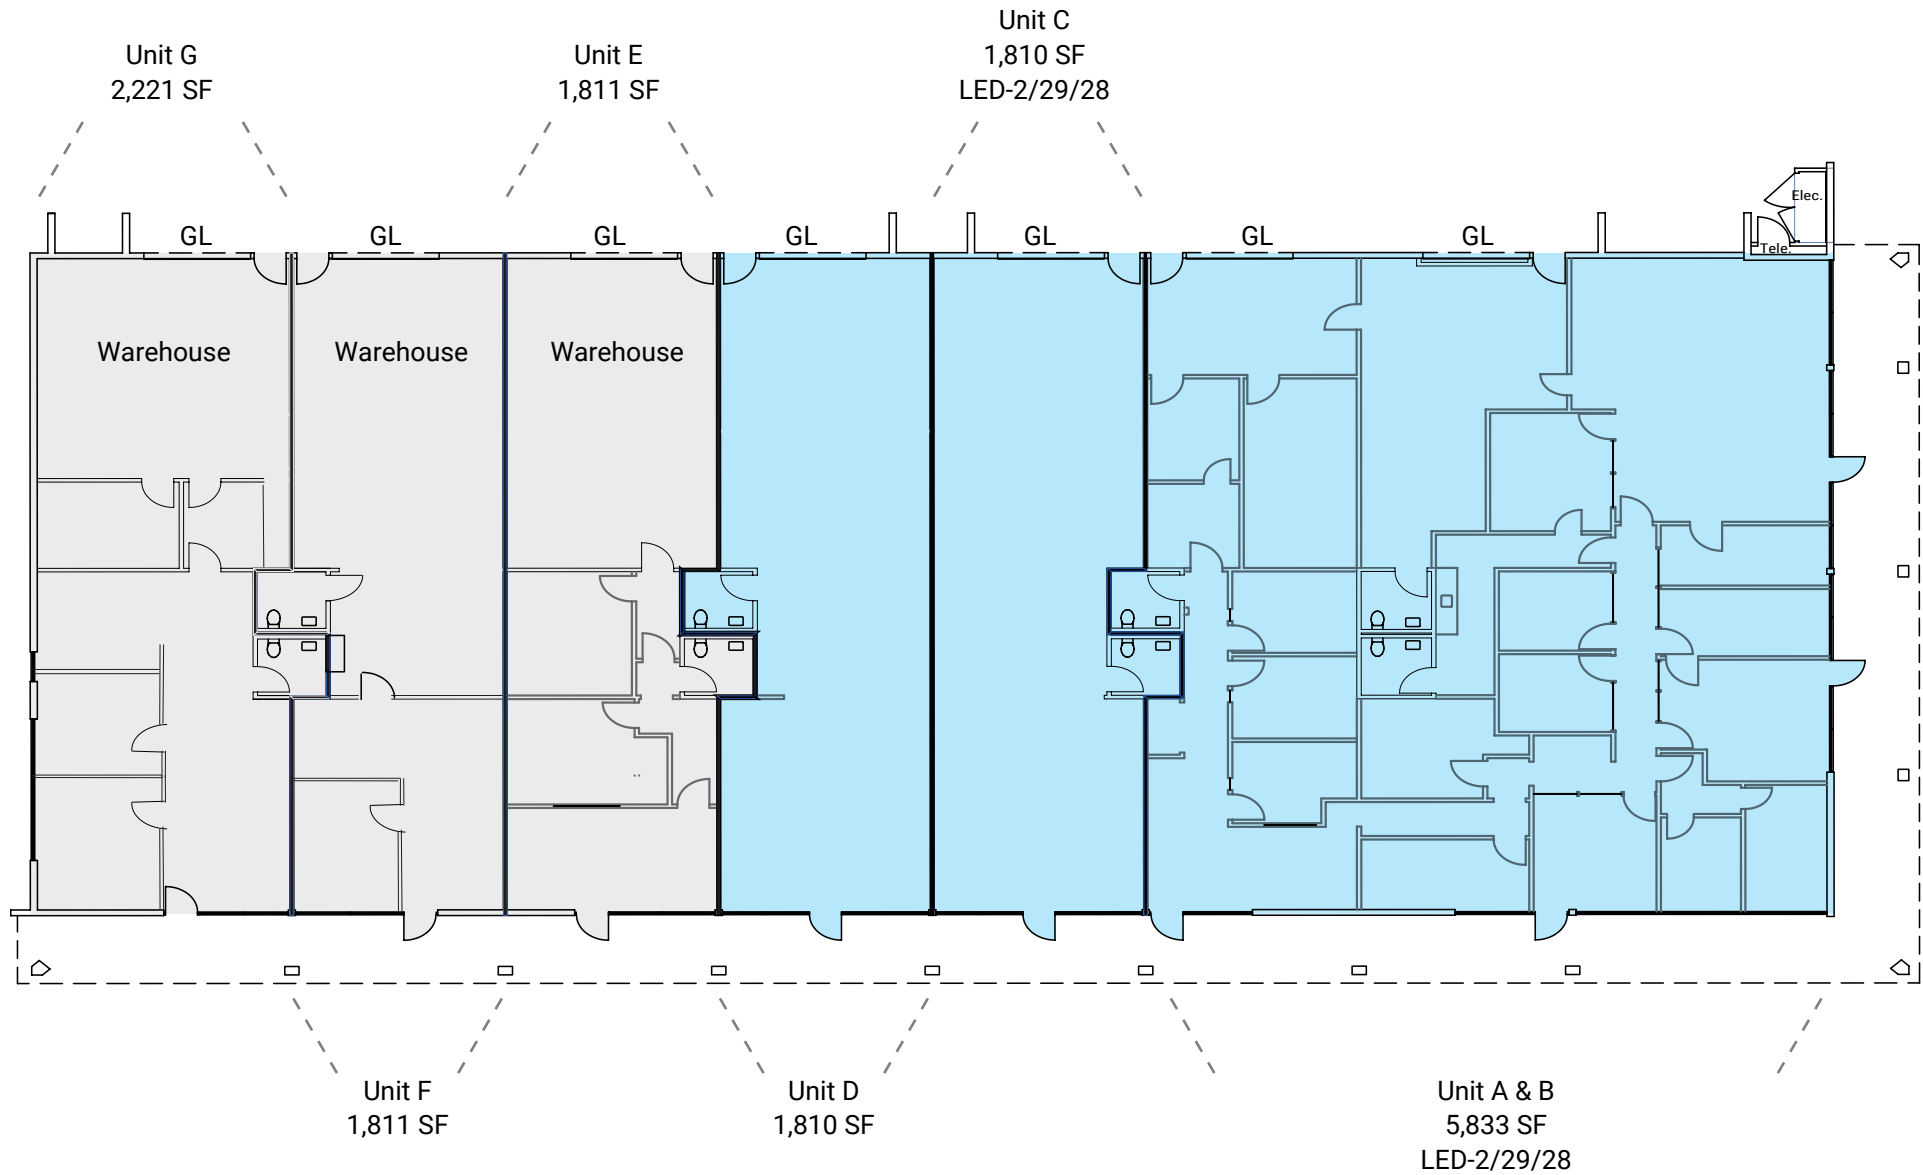 Unit G
2,221 SF
Unit E
1,811 SF
Unit C
1,810 SF
LED-2/29/28
Elec.
Tele.
GL
GL
GL
GL
GL
GL
GL
Warehouse
Warehouse
Warehouse
Unit F
1,811 SF
Unit D
1,810 SF
Unit A & B
5,833 SF
LED-2/29/28